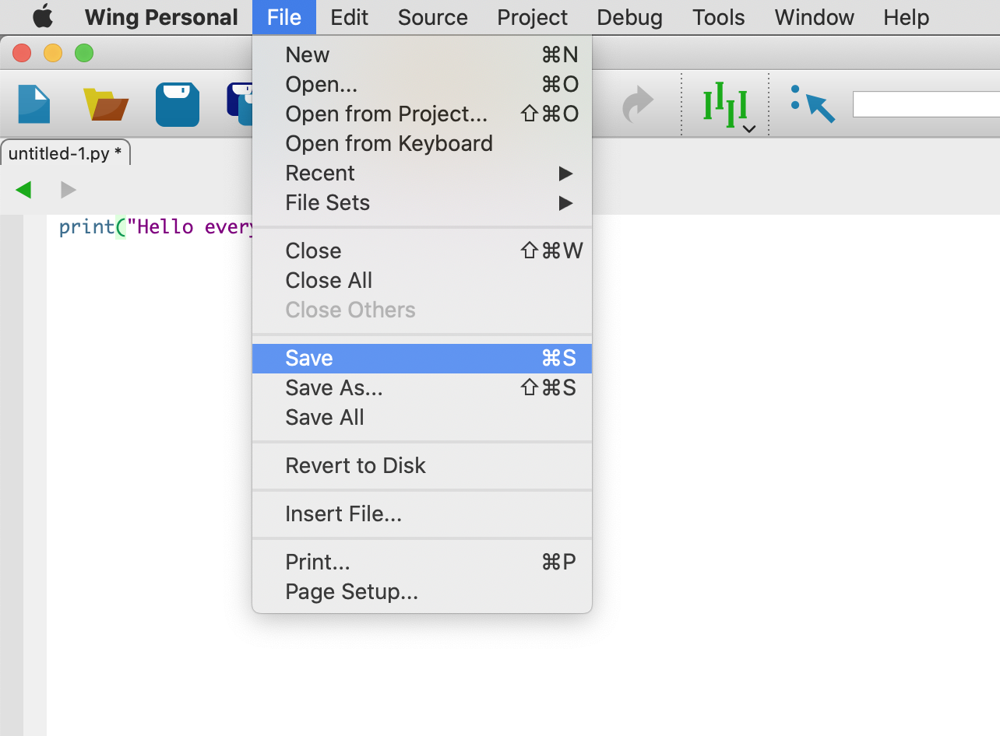 Wing Personal File Edit Source Project Debug Tools Window Help
New ⌘N
Open... ⌘O
Open from Project... ⇧⌘O
Open from Keyboard
Recent ▶
File Sets ▶
Close ⇧⌘W
Close All
Close Others
Save ⌘S
Save As... ⇧⌘S
Save All
Revert to Disk
Insert File...
Print... ⌘P
Page Setup...
untitled-1.py *
print("Hello every